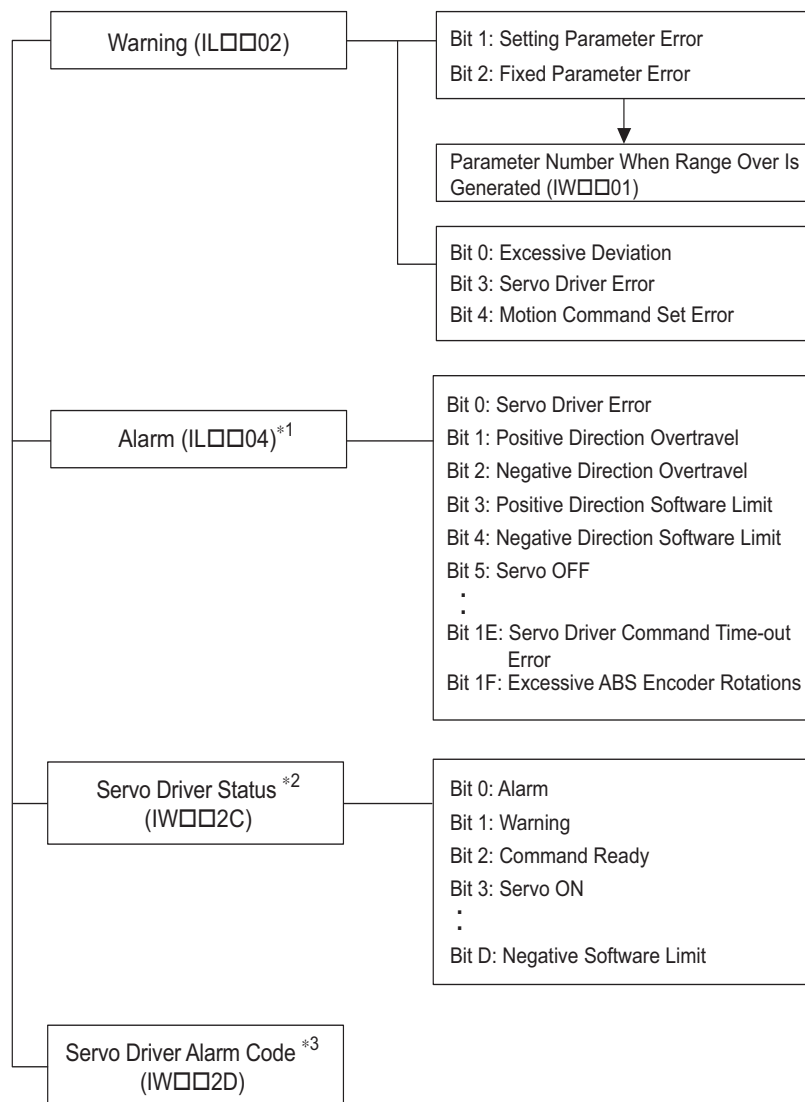 Warning (IL□□02)
Bit 1: Setting Parameter Error
Bit 2: Fixed Parameter Error
Parameter Number When Range Over Is
Generated (IW□□01)
Bit 0: Excessive Deviation
Bit 3: Servo Driver Error
Bit 4: Motion Command Set Error
Alarm (IL□□04)*1
Bit 0: Servo Driver Error
Bit 1: Positive Direction Overtravel
Bit 2: Negative Direction Overtravel
Bit 3: Positive Direction Software Limit
Bit 4: Negative Direction Software Limit
Bit 5: Servo OFF
:
Bit 1E: Servo Driver Command Time-out
Error
Bit 1F: Excessive ABS Encoder Rotations
Servo Driver Status *2
(IW□□2C)
Bit 0: Alarm
Bit 1: Warning
Bit 2: Command Ready
Bit 3: Servo ON
:
Bit D: Negative Software Limit
Servo Driver Alarm Code *3
(IW□□2D)